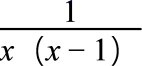 1
x (x − 1)